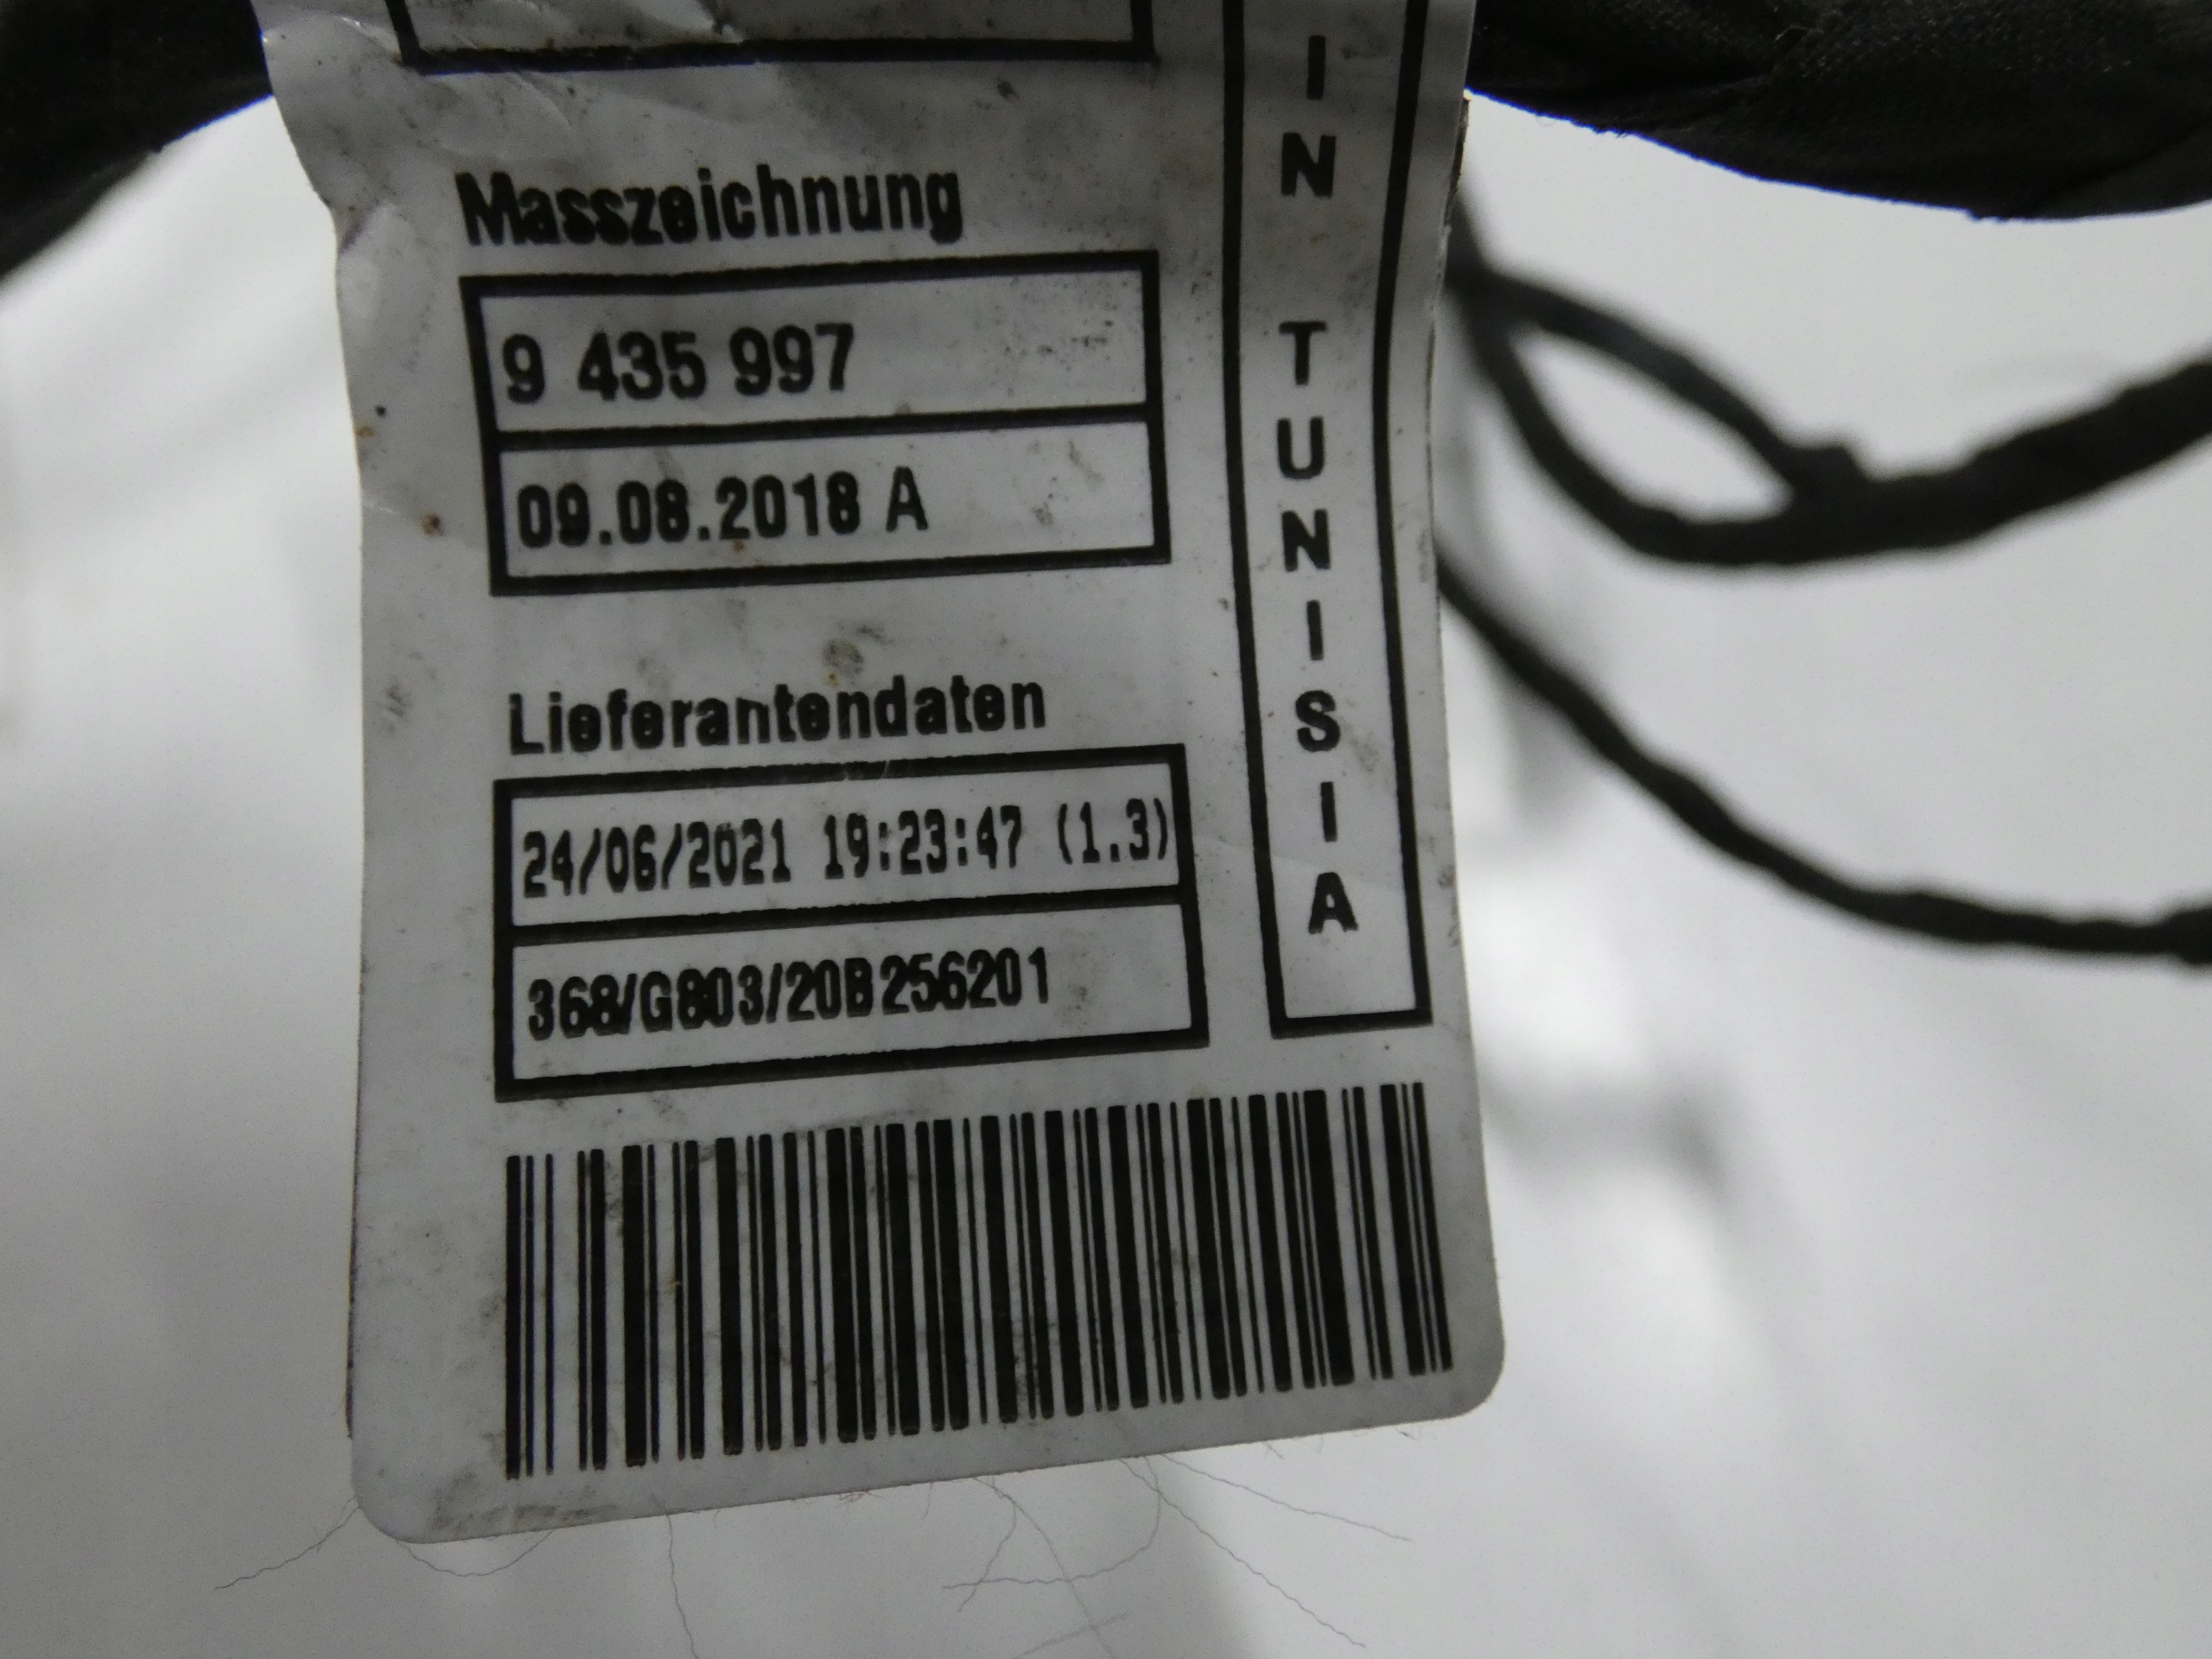 Masszeichnung
9 435 997
09.08.2018 A
Lieferantendaten
24/06/2021 19:23:47 (1.3)
368/G803/20B256201
IN TUNISIA